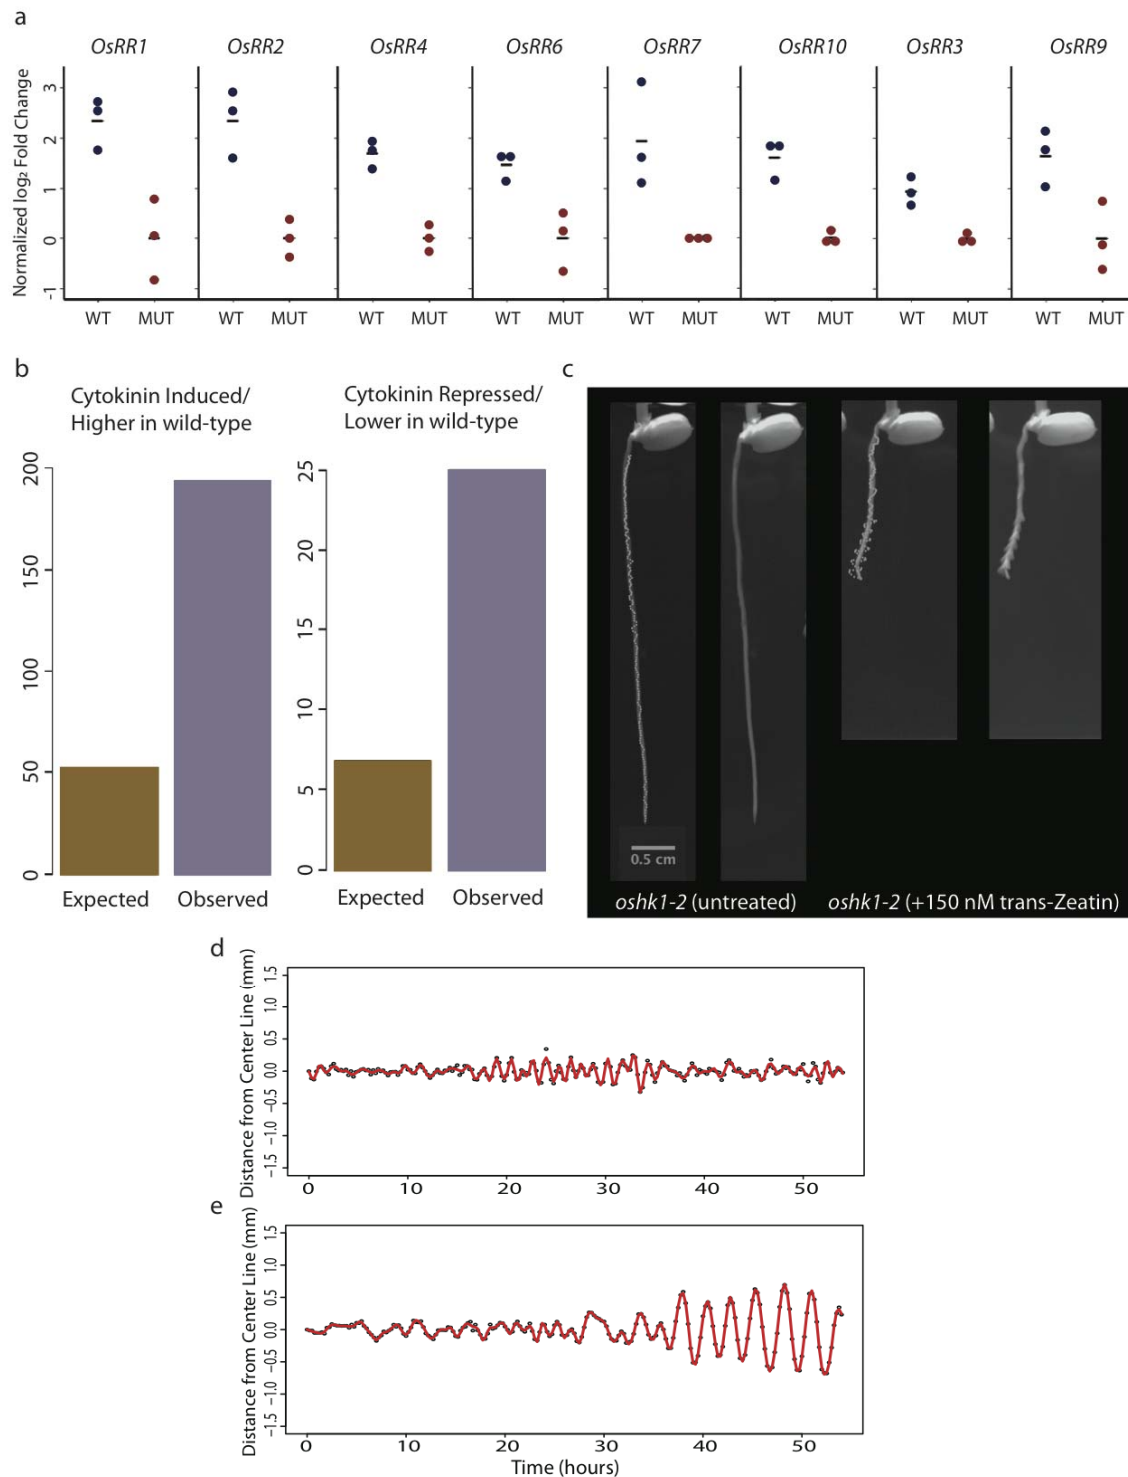 a
OsRR1 OsRR2 OsRR4 OsRR6 OsRR7 OsRR10 OsRR3 OsRR9
Normalized log₂ Fold Change
3
2
1
0
-1
WT MUT WT MUT WT MUT WT MUT WT MUT WT MUT WT MUT WT MUT
b
Cytokinin Induced/
Higher in wild-type
200
150
100
50
0
Expected Observed
Cytokinin Repressed/
Lower in wild-type
25
20
15
10
5
0
Expected Observed
c
0.5 cm
oshk1-2 (untreated) oshk1-2 (+150 nM trans-Zeatin)
d
Distance from Center Line (mm)
1.5
1.0
0.5
0.0
-0.5
-1.0
-1.5
0 10 20 30 40 50
e
Distance from Center Line (mm)
1.5
1.0
0.5
0.0
-0.5
-1.0
-1.5
0 10 20 30 40 50
Time (hours)